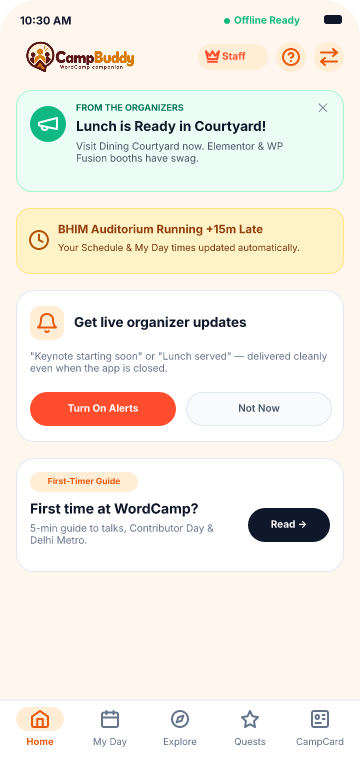 10:30 AM
Offline Ready
CampBuddy
WordCamp companion
Staff
FROM THE ORGANIZERS
Lunch is Ready in Courtyard!
Visit Dining Courtyard now. Elementor & WP
Fusion booths have swag.
BHIM Auditorium Running +15m Late
Your Schedule & My Day times updated automatically.
Get live organizer updates
"Keynote starting soon" or "Lunch served" — delivered cleanly
even when the app is closed.
Turn On Alerts
Not Now
First-Timer Guide
First time at WordCamp?
5-min guide to talks, Contributor Day &
Delhi Metro.
Read →
Home
My Day
Explore
Quests
CampCard